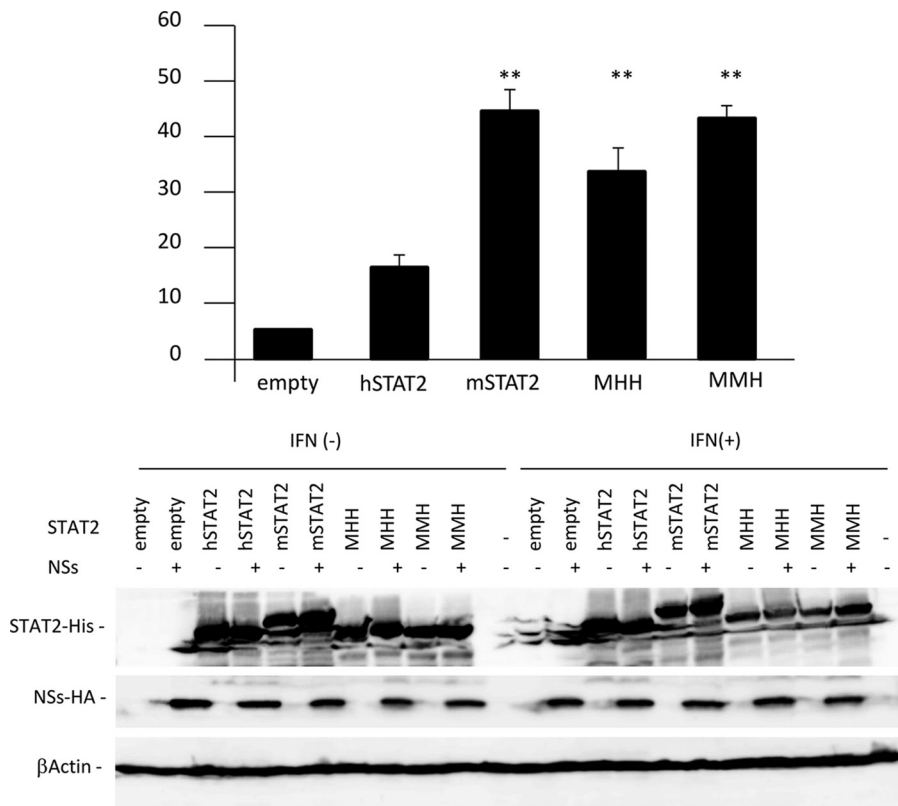 60
50
40
30
20
10
0
** ** **
empty hSTAT2 mSTAT2 MHH MMH
IFN (-) IFN(+)
STAT2 empty empty hSTAT2 hSTAT2 mSTAT2 mSTAT2 MHH MHH MMH MMH - empty empty hSTAT2 hSTAT2 mSTAT2 mSTAT2 MHH MHH MMH MMH -
NSs - + - + - + - + - + - - + - + - + - + - + -
STAT2-His -
NSs-HA -
βActin -